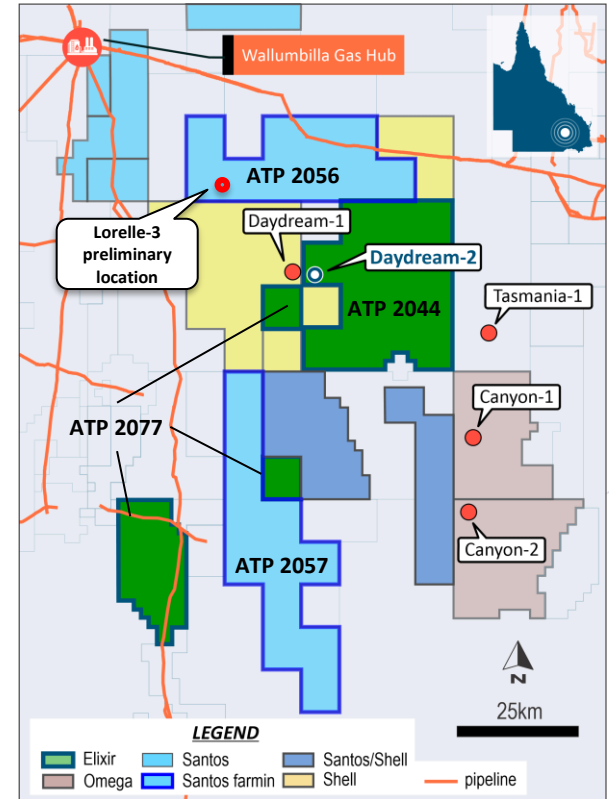 Wallumbilla Gas Hub
ATP 2056
Lorelle-3
preliminary
location
Daydream-1
Daydream-2
ATP 2044
Tasmania-1
Canyon-1
ATP 2077
Canyon-2
ATP 2057
N
25km
LEGEND
Elixir
Santos
Santos/Shell
Omega
Santos farmin
Shell
pipeline